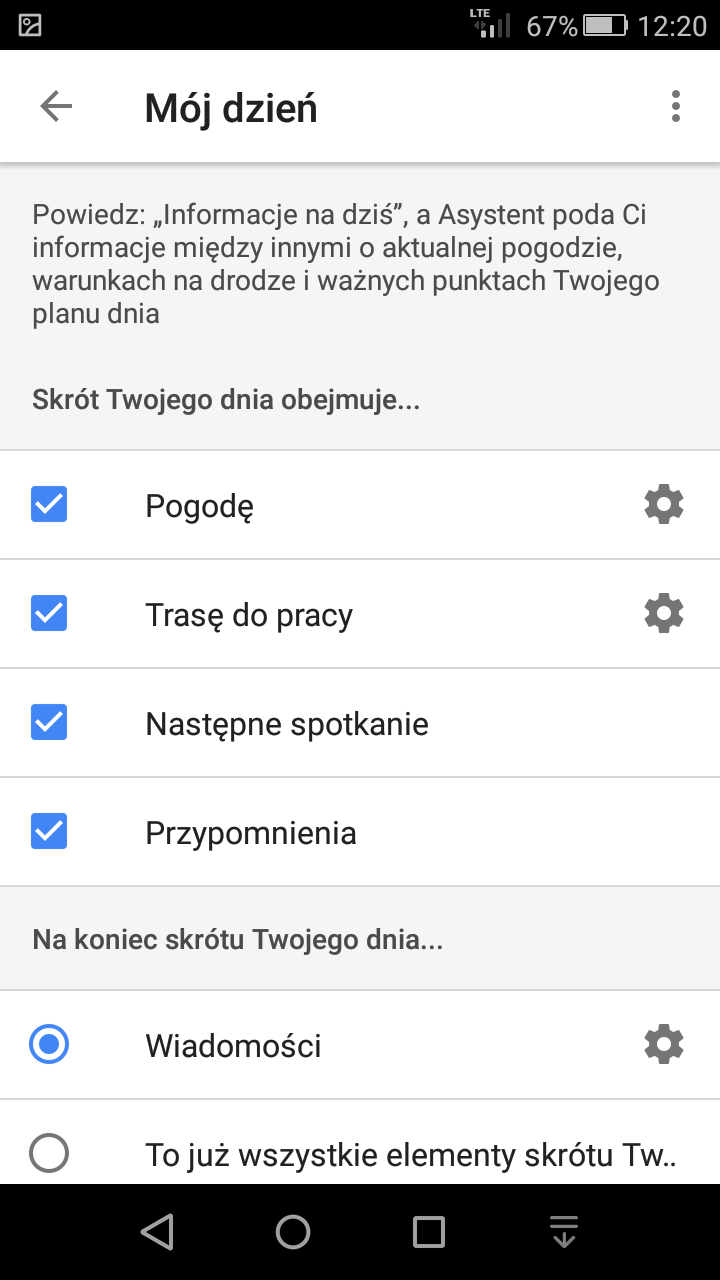 LTE
67%
12:20
Mój dzień
Powiedz: „Informacje na dziś”, a Asystent poda Ci
informacje między innymi o aktualnej pogodzie,
warunkach na drodze i ważnych punktach Twojego
planu dnia
Skrót Twojego dnia obejmuje...
Pogodę
Trasę do pracy
Następne spotkanie
Przypomnienia
Na koniec skrótu Twojego dnia...
Wiadomości
To już wszystkie elementy skrótu Tw..